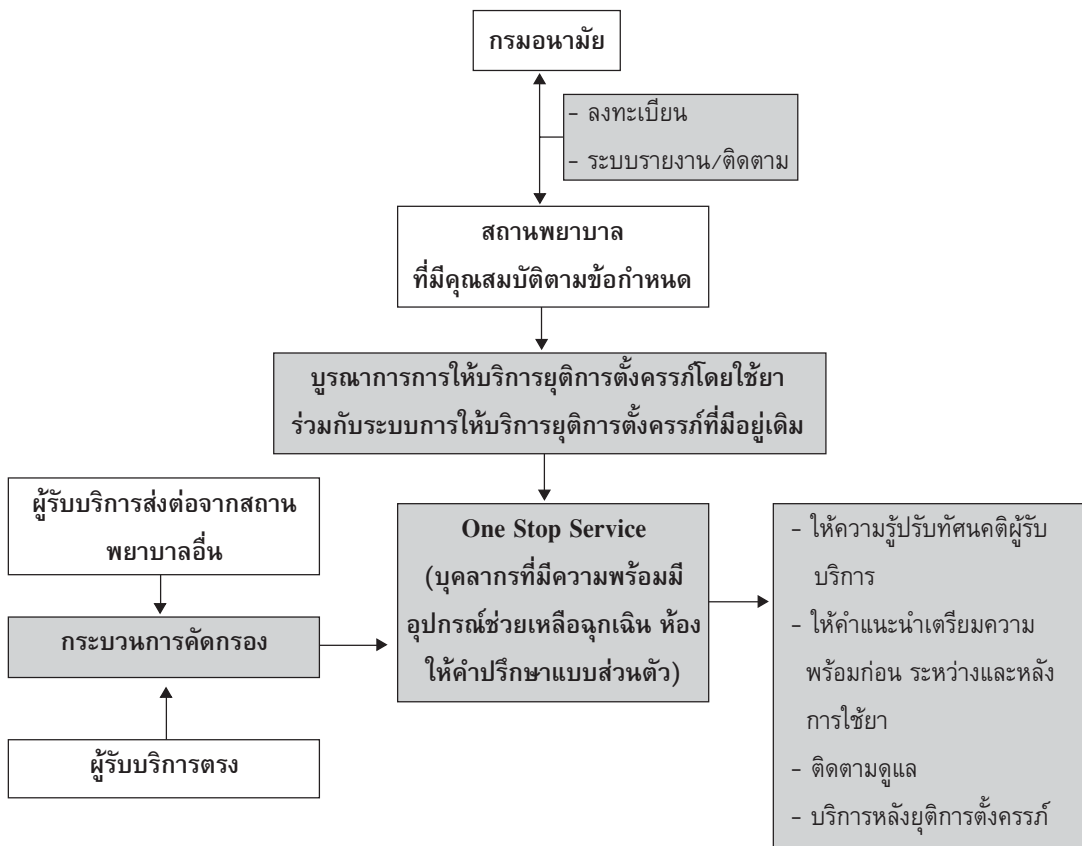 กรมอนามัย
- ลงทะเบียน
- ระบบรายงาน/ติดตาม
สถานพยาบาล
ที่มีคุณสมบัติตามข้อกำหนด
บูรณาการการให้บริการยุติการตั้งครรภ์โดยใช้ยา
ร่วมกับระบบการให้บริการยุติการตั้งครรภ์ที่มีอยู่เดิม
ผู้รับบริการส่งต่อจากสถาน
พยาบาลอื่น
กระบวนการคัดกรอง
ผู้รับบริการตรง
One Stop Service
(บุคลากรที่มีความพร้อมมี
อุปกรณ์ช่วยเหลือฉุกเฉิน ห้อง
ให้คำปรึกษาแบบส่วนตัว)
- ให้ความรู้ปรับทัศนคติผู้รับ
บริการ
- ให้คำแนะนำเตรียมความ
พร้อมก่อน ระหว่างและหลัง
การใช้ยา
- ติดตามดูแล
- บริการหลังยุติการตั้งครรภ์